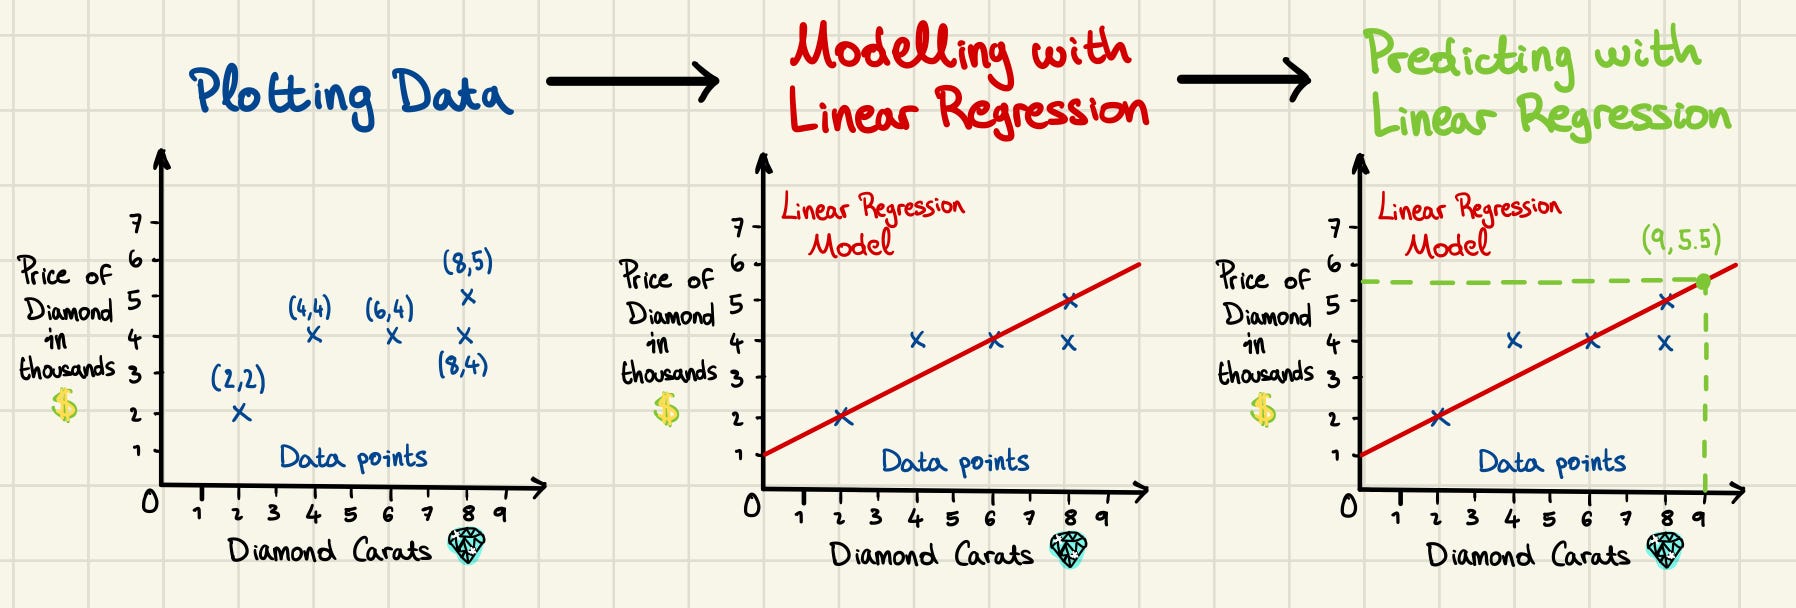 Plotting Data
7
6
5
4
3
2
1
0
Price of
Diamond
in
thousands
$
(2,2)
(4,4)
(6,4)
(8,5)
(8,4)
Data points
1 2 3 4 5 6 7 8 9
Diamond Carats
Modelling with
Linear Regression
Linear Regression
Model
7
6
5
4
3
2
1
0
Price of
Diamond
in
thousands
$
Data points
1 2 3 4 5 6 7 8 9
Diamond Carats
Predicting with
Linear Regression
Linear Regression
Model
(9,5.5)
7
6
5
4
3
2
1
0
Price of
Diamond
in
thousands
$
Data points
1 2 3 4 5 6 7 8 9
Diamond Carats